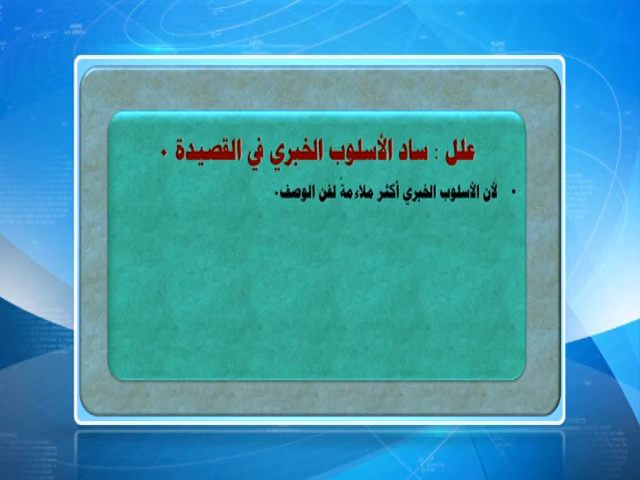 علل : ساد الأسلوب الخبري في القصيدة .
• لأن الأسلوب الخبري أكثر ملاءمةً لفن الوصف.